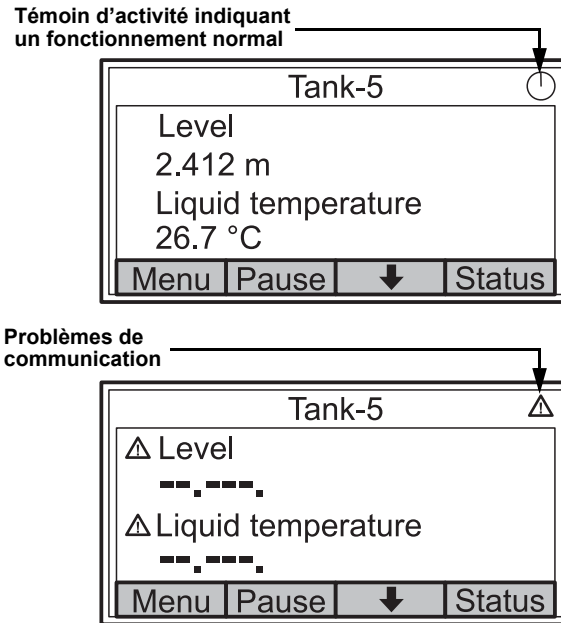 Témoin d’activité indiquant
un fonctionnement normal
Tank-5
Level
2.412 m
Liquid temperature
26.7 °C
Menu Pause Status
Problèmes de
communication
Tank-5
Level
--.---.
Liquid temperature
--.---.
Menu Pause Status